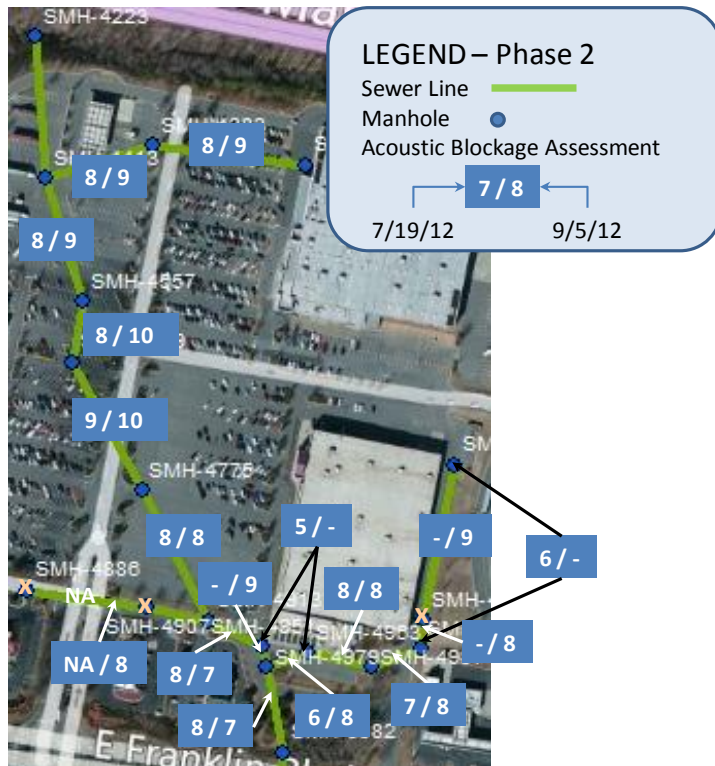 SMH-4223
LEGEND – Phase 2
Sewer Line
Manhole
Acoustic Blockage Assessment
7 / 8
7/19/12 9/5/12
8 / 9
8 / 9
8 / 9
SMH-4557
8 / 10
9 / 10
SMH-4775
8 / 8
5 / -
- / 9
6 / -
SMH-4886
X
NA
X
- / 9
8 / 8
X
SMH-4907
- / 8
NA / 8
8 / 7
SMH-4979
8 / 7
6 / 8
7 / 8
E Franklin